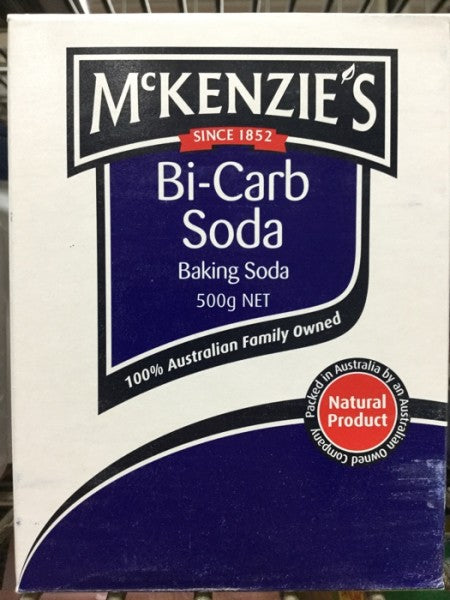 McKENZIE'S
SINCE 1852
Bi-Carb
Soda
Baking Soda
500g NET
100% Australian Family Owned
Packed in Australia by an Australian Owned Company
Natural
Product